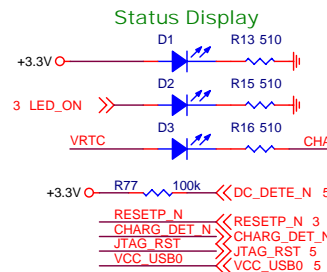 Status Display
D1 R13 510
+3.3V
D2 R15 510
3 LED_ON
D3 R16 510
VRTC CHA
R77 100k
+3.3V DC_DETE_N 5
RESETP_N RESETP_N 3
CHARG_DET_N CHARG_DET_N
JTAG_RST JTAG_RST 5
VCC_USB0 VCC_USB0 5